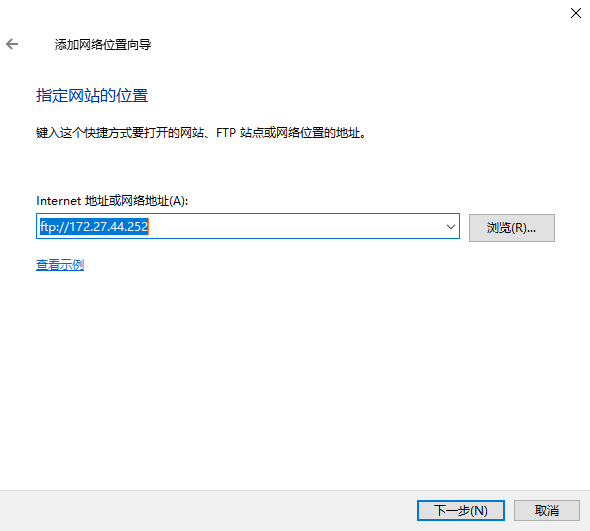 添加网络位置向导
指定网站的位置
键入这个快捷方式要打开的网站、FTP 站点或网络位置的地址。
Internet 地址或网络地址(A):
ftp://172.27.44.252
浏览(R)...
查看示例
下一步(N)
取消